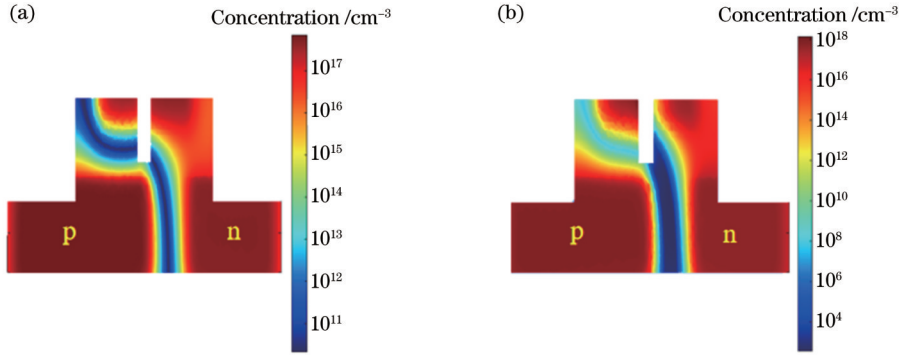 (a)
Concentration /cm⁻³
10¹⁷
10¹⁶
10¹⁵
10¹⁴
10¹³
10¹²
10¹¹
p
n
(b)
Concentration /cm⁻³
10¹⁸
10¹⁶
10¹⁴
10¹²
10¹⁰
10⁸
10⁶
10⁴
p
n